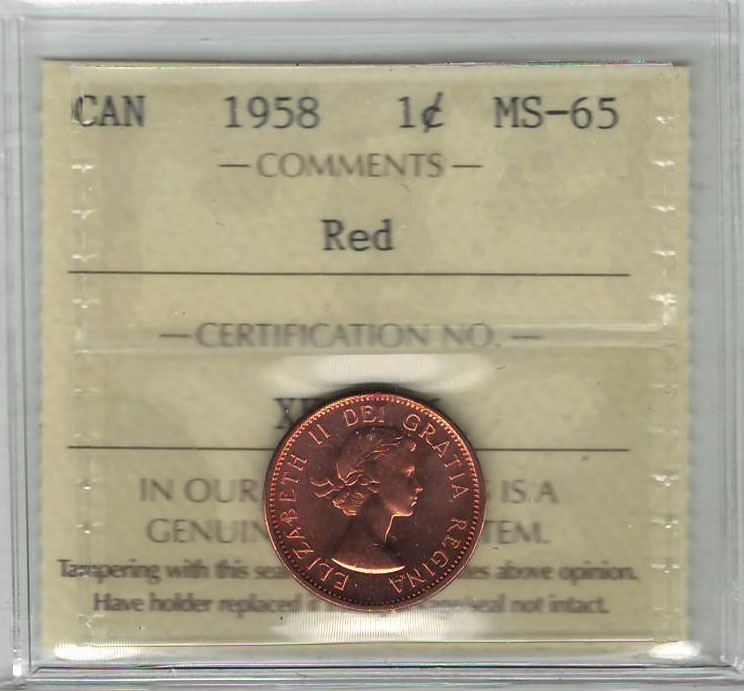 CAN 1958 1¢ MS-65
— COMMENTS —
Red
— CERTIFICATION NO. —
ELIZABETH II DEI GRATIA REGINA
IN OUR IS A
GENUIN TEM.
Tampering with this sea es above opinion.
Have holder replaced i age/seal not intact.